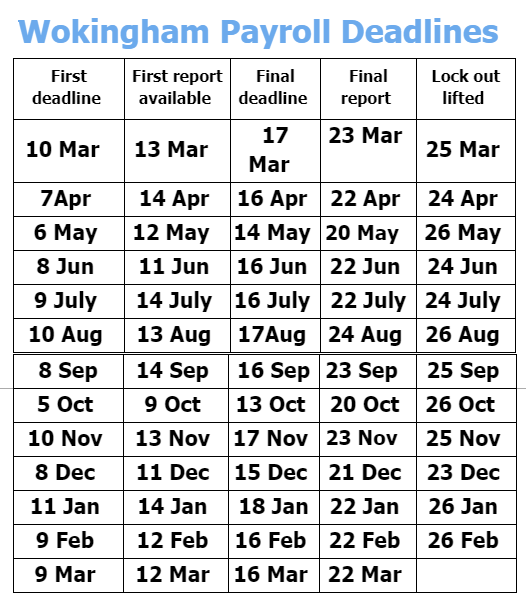 Wokingham Payroll Deadlines
First deadline First report available Final deadline Final report Lock out lifted
10 Mar 13 Mar 17 Mar 23 Mar 25 Mar
7Apr 14 Apr 16 Apr 22 Apr 24 Apr
6 May 12 May 14 May 20 May 26 May
8 Jun 11 Jun 16 Jun 22 Jun 24 Jun
9 July 14 July 16 July 22 July 24 July
10 Aug 13 Aug 17Aug 24 Aug 26 Aug
8 Sep 14 Sep 16 Sep 23 Sep 25 Sep
5 Oct 9 Oct 13 Oct 20 Oct 26 Oct
10 Nov 13 Nov 17 Nov 23 Nov 25 Nov
8 Dec 11 Dec 15 Dec 21 Dec 23 Dec
11 Jan 14 Jan 18 Jan 22 Jan 26 Jan
9 Feb 12 Feb 16 Feb 22 Feb 26 Feb
9 Mar 12 Mar 16 Mar 22 Mar